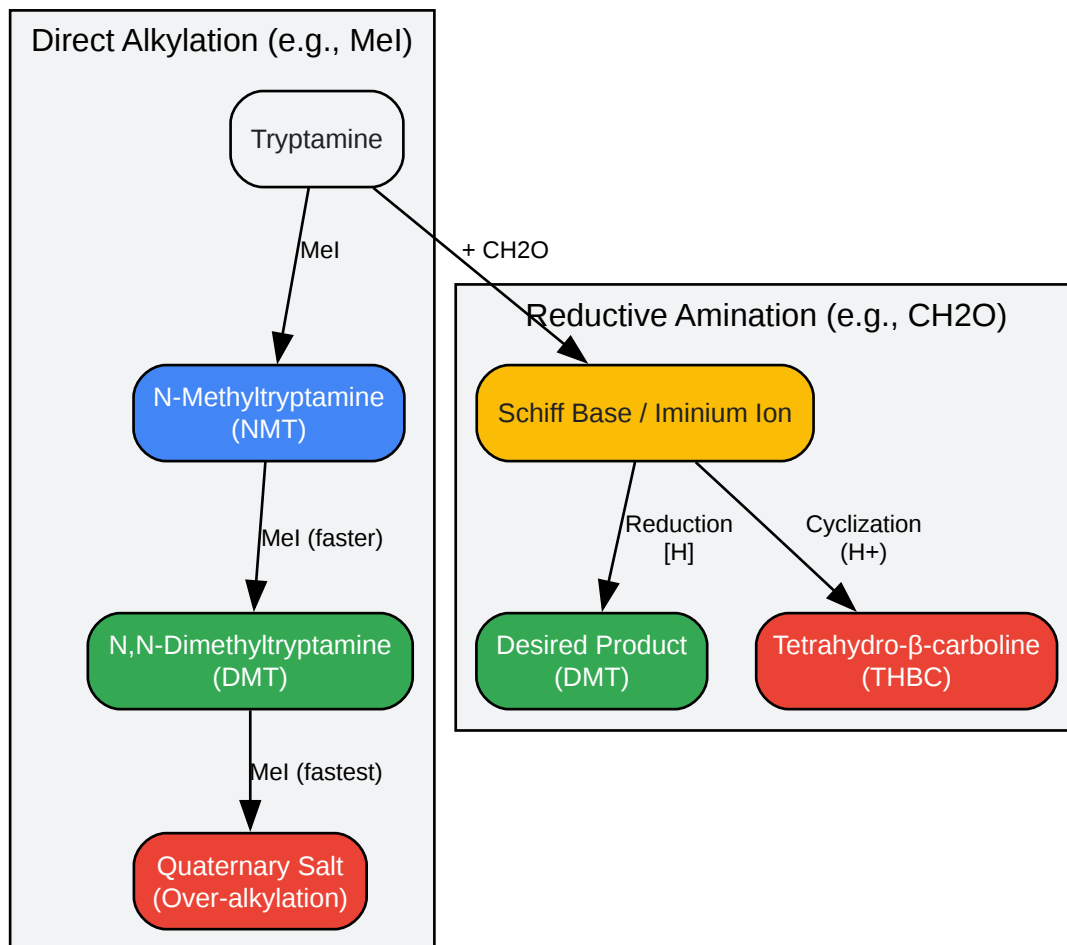 Direct Alkylation (e.g., MeI)
Tryptamine
MeI
+ CH2O
Reductive Amination (e.g., CH2O)
N-Methyltryptamine
(NMT)
Schiff Base / Iminium Ion
MeI (faster)
Reduction
[H]
Cyclization
(H+)
N,N-Dimethyltryptamine
(DMT)
Desired Product
(DMT)
Tetrahydro-β-carboline
(THBC)
MeI (fastest)
Quaternary Salt
(Over-alkylation)